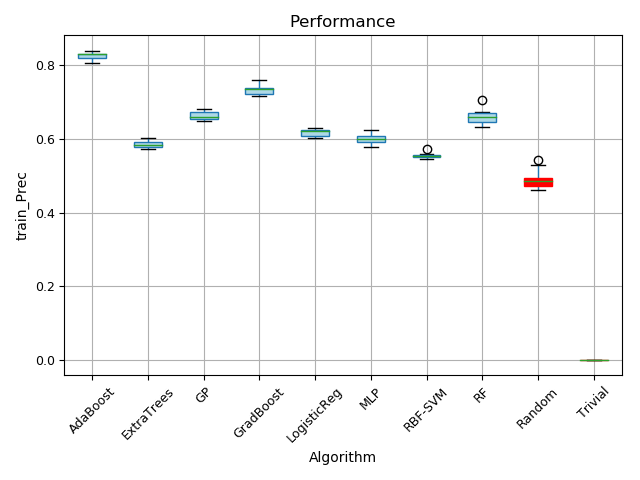 Performance
train_Prec
0.8
0.6
0.4
0.2
0.0
AdaBoost
ExtraTrees
GP
GradBoost
LogisticReg
MLP
RBF-SVM
RF
Random
Trivial
Algorithm